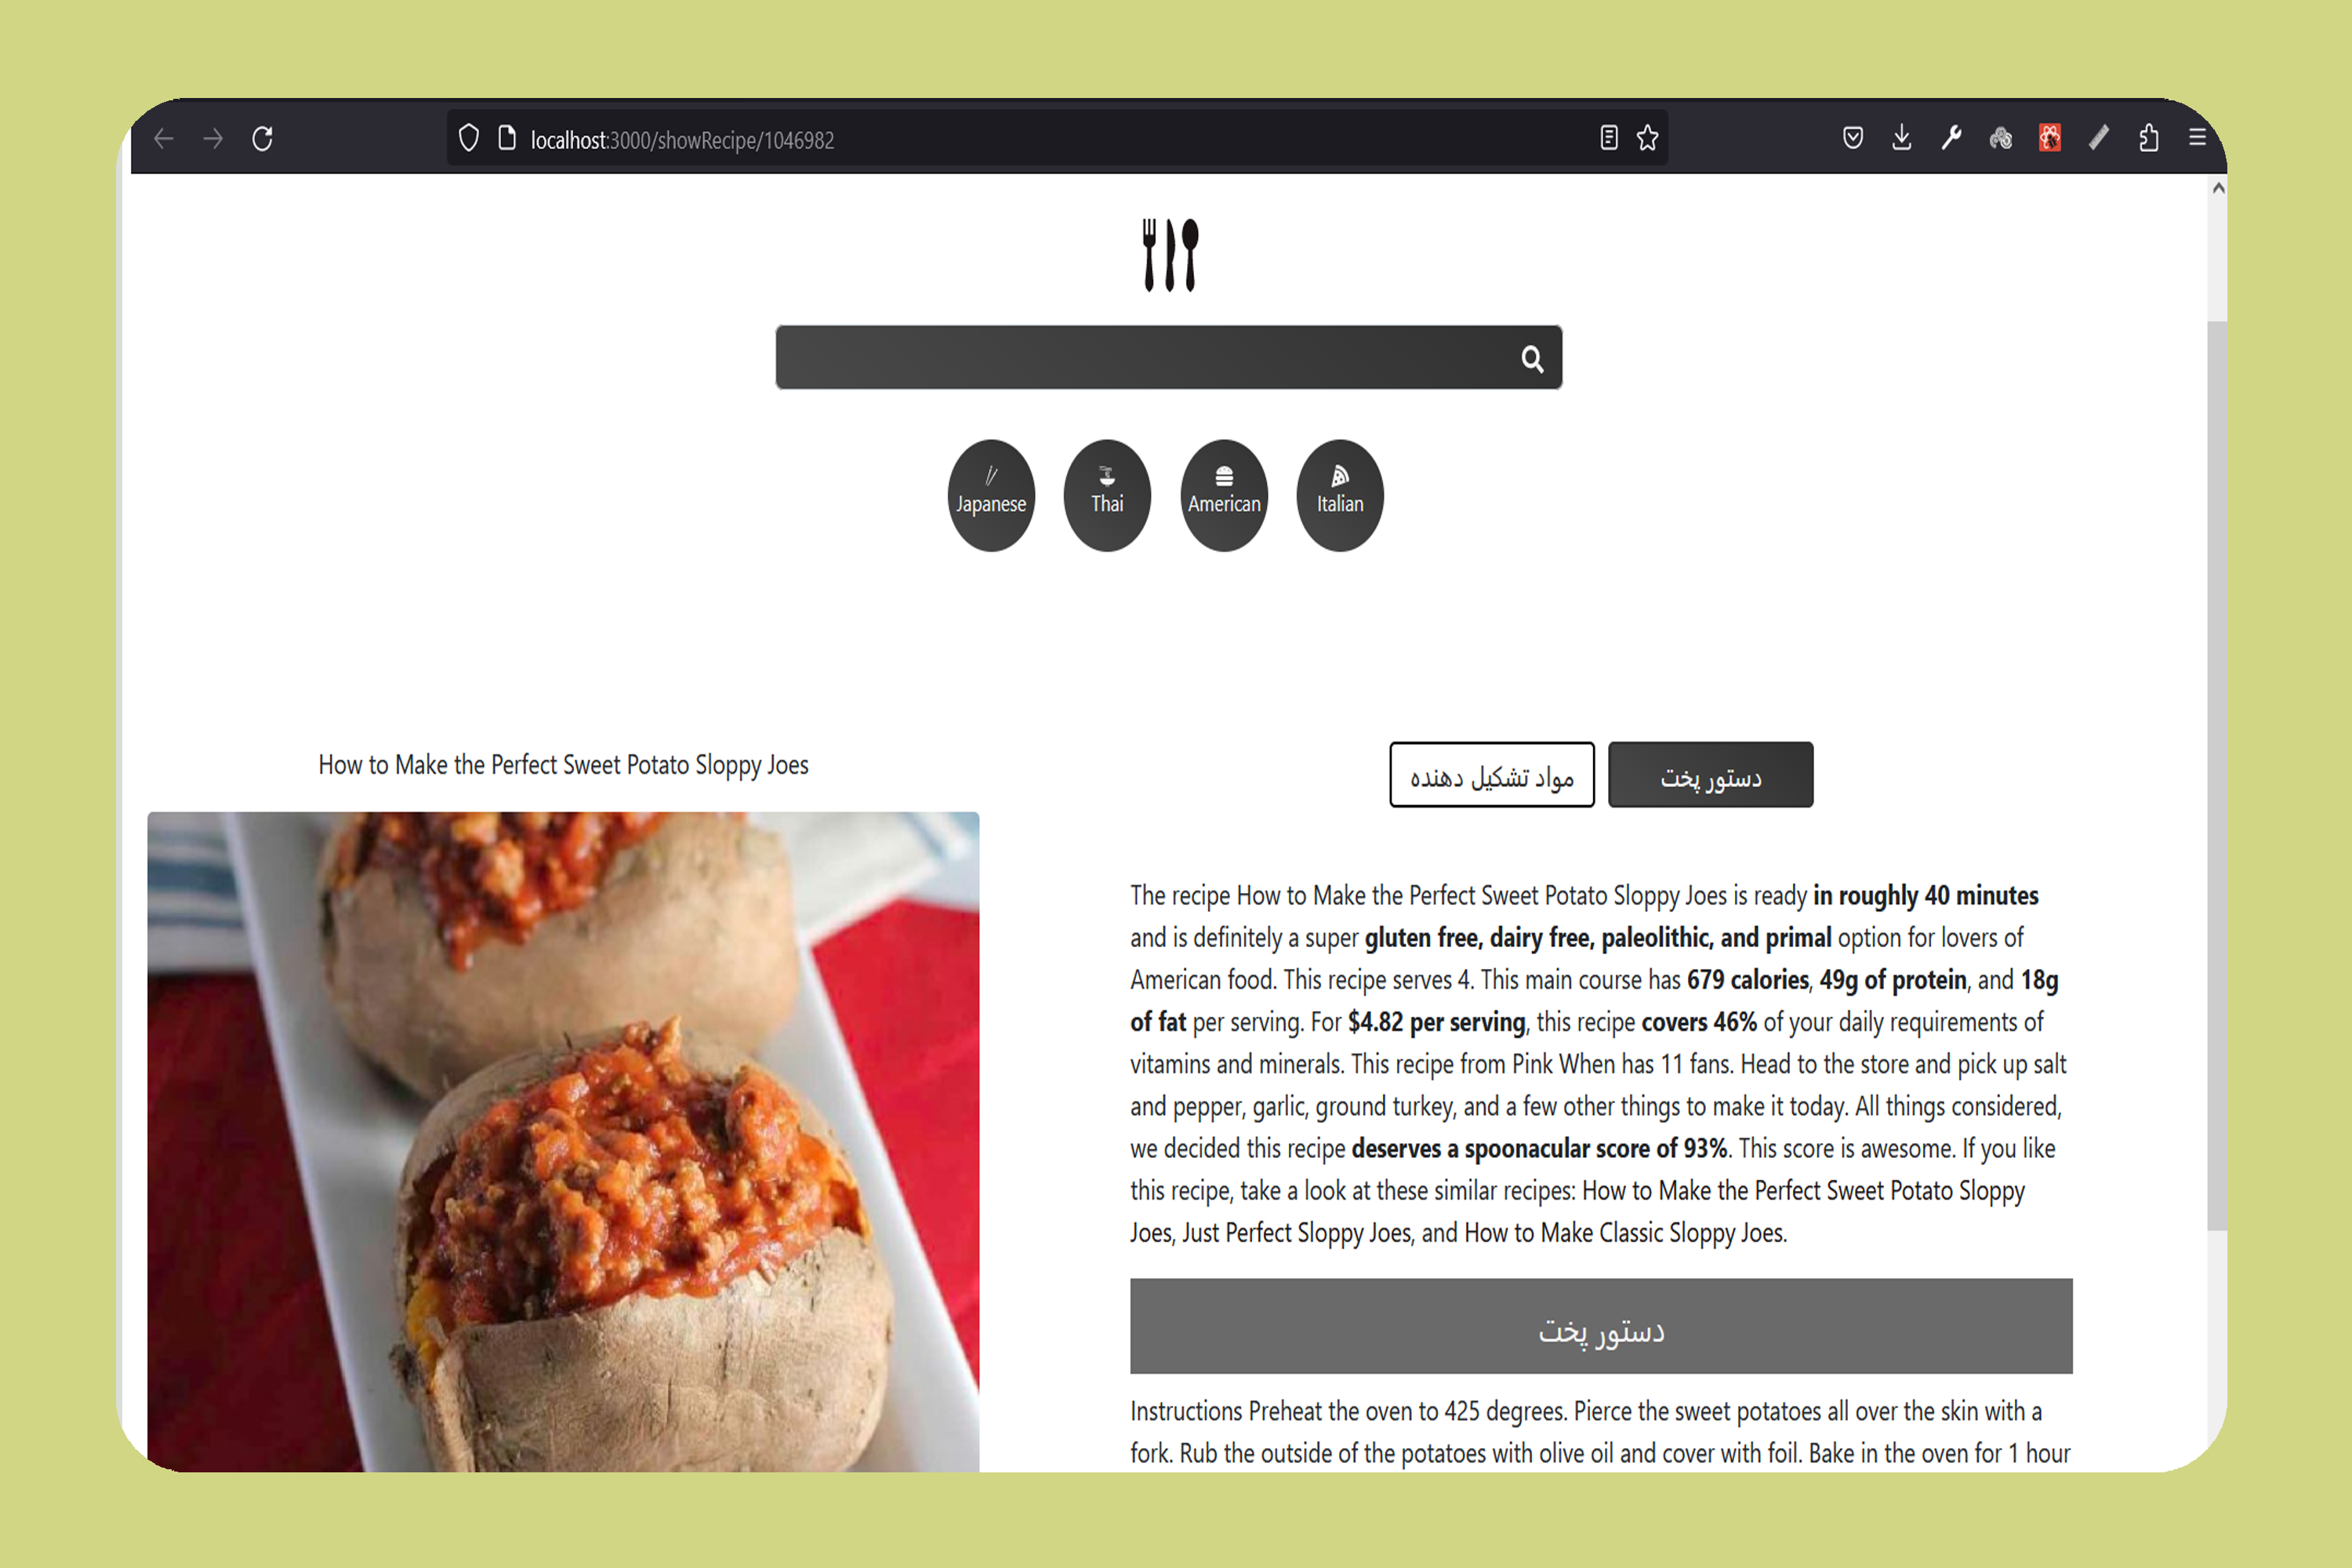 localhost:3000/showRecipe/1046982
Japanese
Thai
American
Italian
How to Make the Perfect Sweet Potato Sloppy Joes
مواد تشکیل دهنده
دستور پخت
The recipe How to Make the Perfect Sweet Potato Sloppy Joes is ready in roughly 40 minutes
and is definitely a super gluten free, dairy free, paleolithic, and primal option for lovers of
American food. This recipe serves 4. This main course has 679 calories, 49g of protein, and 18g
of fat per serving. For $4.82 per serving, this recipe covers 46% of your daily requirements of
vitamins and minerals. This recipe from Pink When has 11 fans. Head to the store and pick up salt
and pepper, garlic, ground turkey, and a few other things to make it today. All things considered,
we decided this recipe deserves a spoonacular score of 93%. This score is awesome. If you like
this recipe, take a look at these similar recipes: How to Make the Perfect Sweet Potato Sloppy
Joes, Just Perfect Sloppy Joes, and How to Make Classic Sloppy Joes.
دستور پخت
Instructions Preheat the oven to 425 degrees. Pierce the sweet potatoes all over the skin with a
fork. Rub the outside of the potatoes with olive oil and cover with foil. Bake in the oven for 1 hour